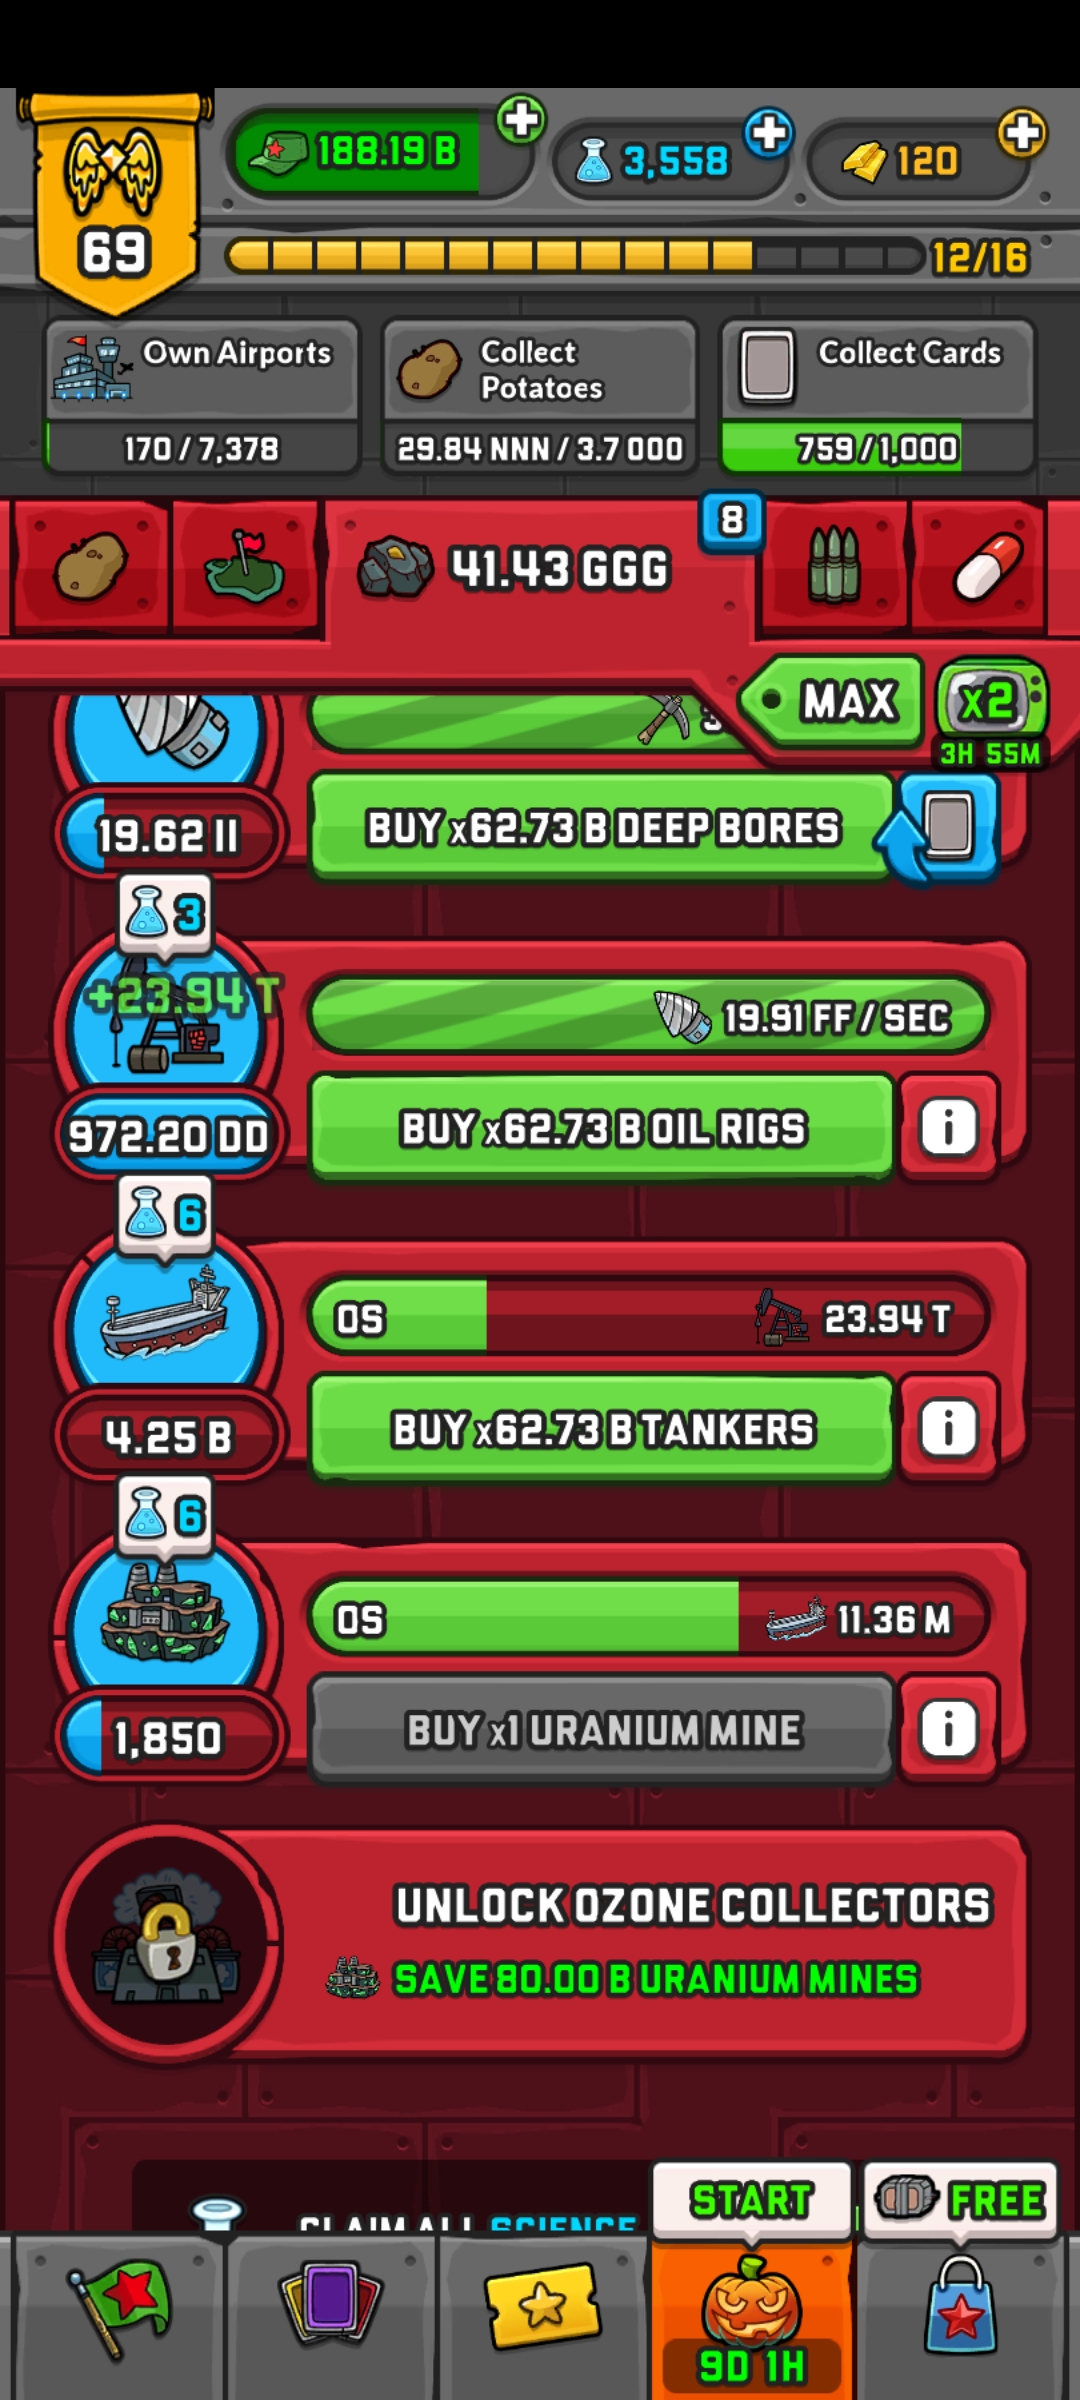 69
188.19 B
3,558
120
12/16
Own Airports
170 / 7,378
Collect
Potatoes
29.84 NNN / 3.7 OOO
Collect Cards
759 / 1,000
41.43 GGG
8
MAX
x2
3H 55M
19.62 II
BUY x62.73 B DEEP BORES
3
+23.94 T
19.91 FF / SEC
972.20 DD
BUY x62.73 B OIL RIGS
i
6
0S
23.94 T
4.25 B
BUY x62.73 B TANKERS
i
6
0S
11.36 M
1,850
BUY x1 URANIUM MINE
i
UNLOCK OZONE COLLECTORS
SAVE 80.00 B URANIUM MINES
CLAIM ALL SCIENCE
START
FREE
9D 1H